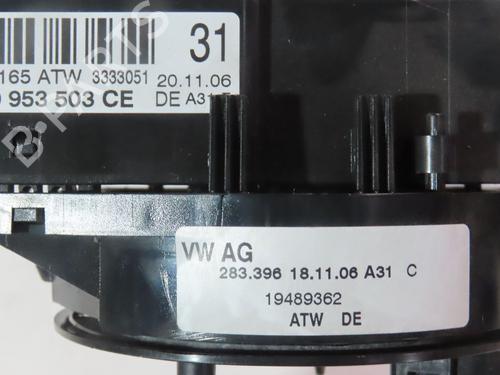 31
165 ATW 3333051 20.11.06
953 503 CE DE A31
B-PARTS
VW AG
283.396 18.11.06 A31 C
19489362
ATW DE